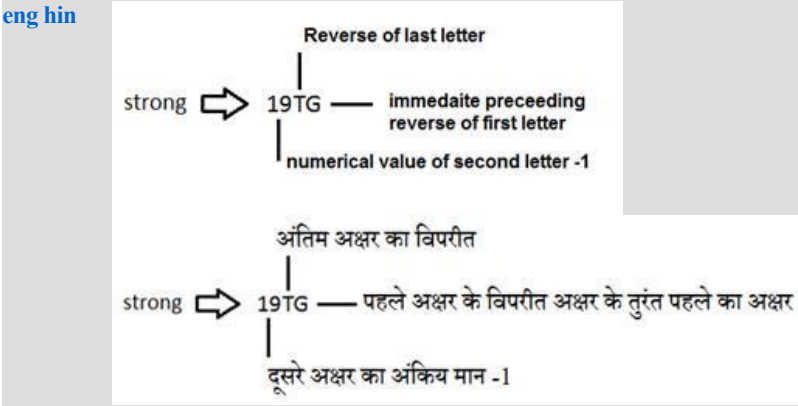 eng hin
Reverse of last letter
strong 19TG immedaite preceeding
reverse of first letter
numerical value of second letter -1
अंतिम अक्षर का विपरीत
strong 19TG पहले अक्षर के विपरीत अक्षर के तुरंत पहले का अक्षर
दूसरे अक्षर का अंकिय मान -1